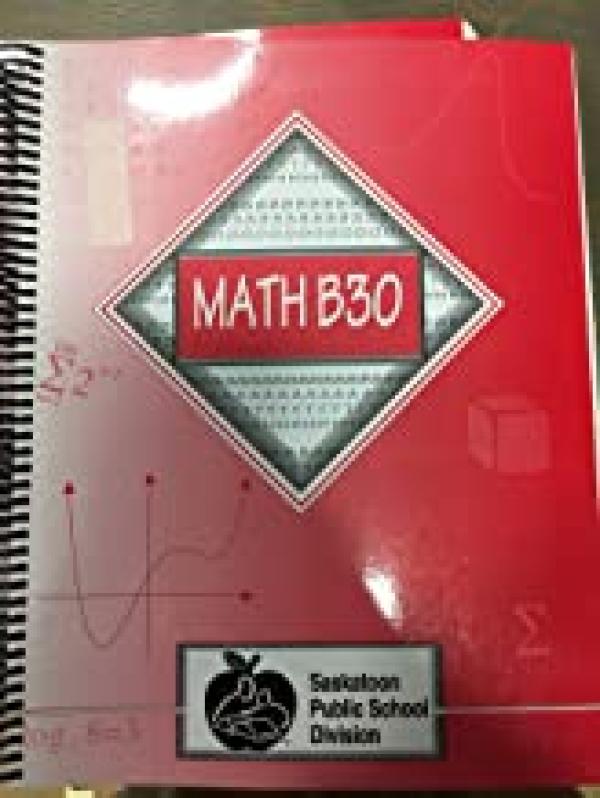 MATH B30
Saskatoon
Public School
Division